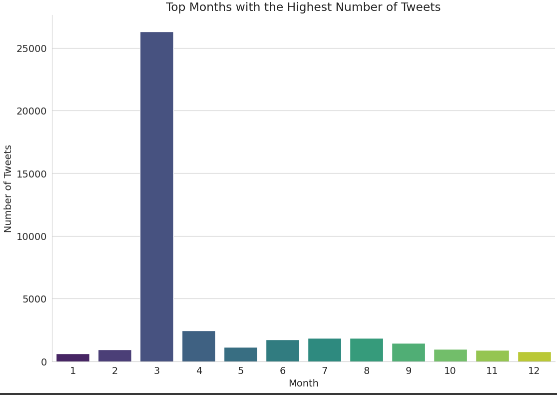 Top Months with the Highest Number of Tweets
25000
20000
15000
10000
5000
0
Number of Tweets
1 2 3 4 5 6 7 8 9 10 11 12
Month